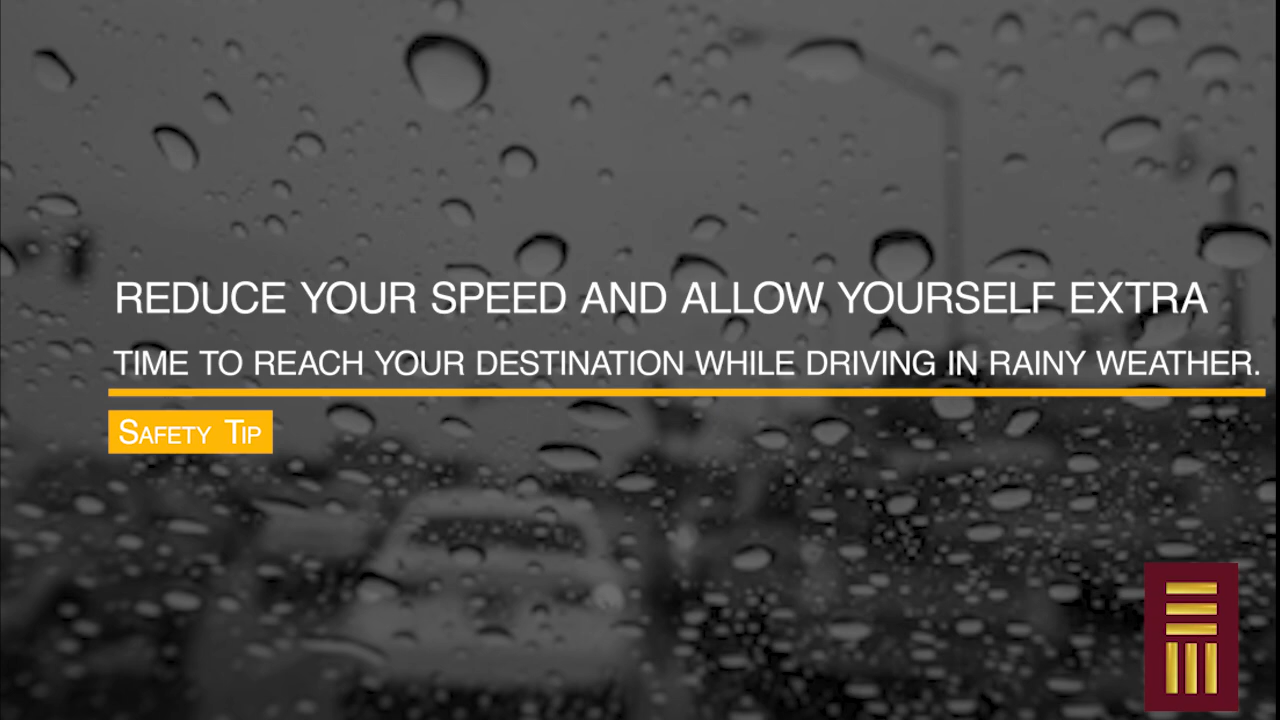 REDUCE YOUR SPEED AND ALLOW YOURSELF EXTRA
TIME TO REACH YOUR DESTINATION WHILE DRIVING IN RAINY WEATHER.
SAFETY TIP